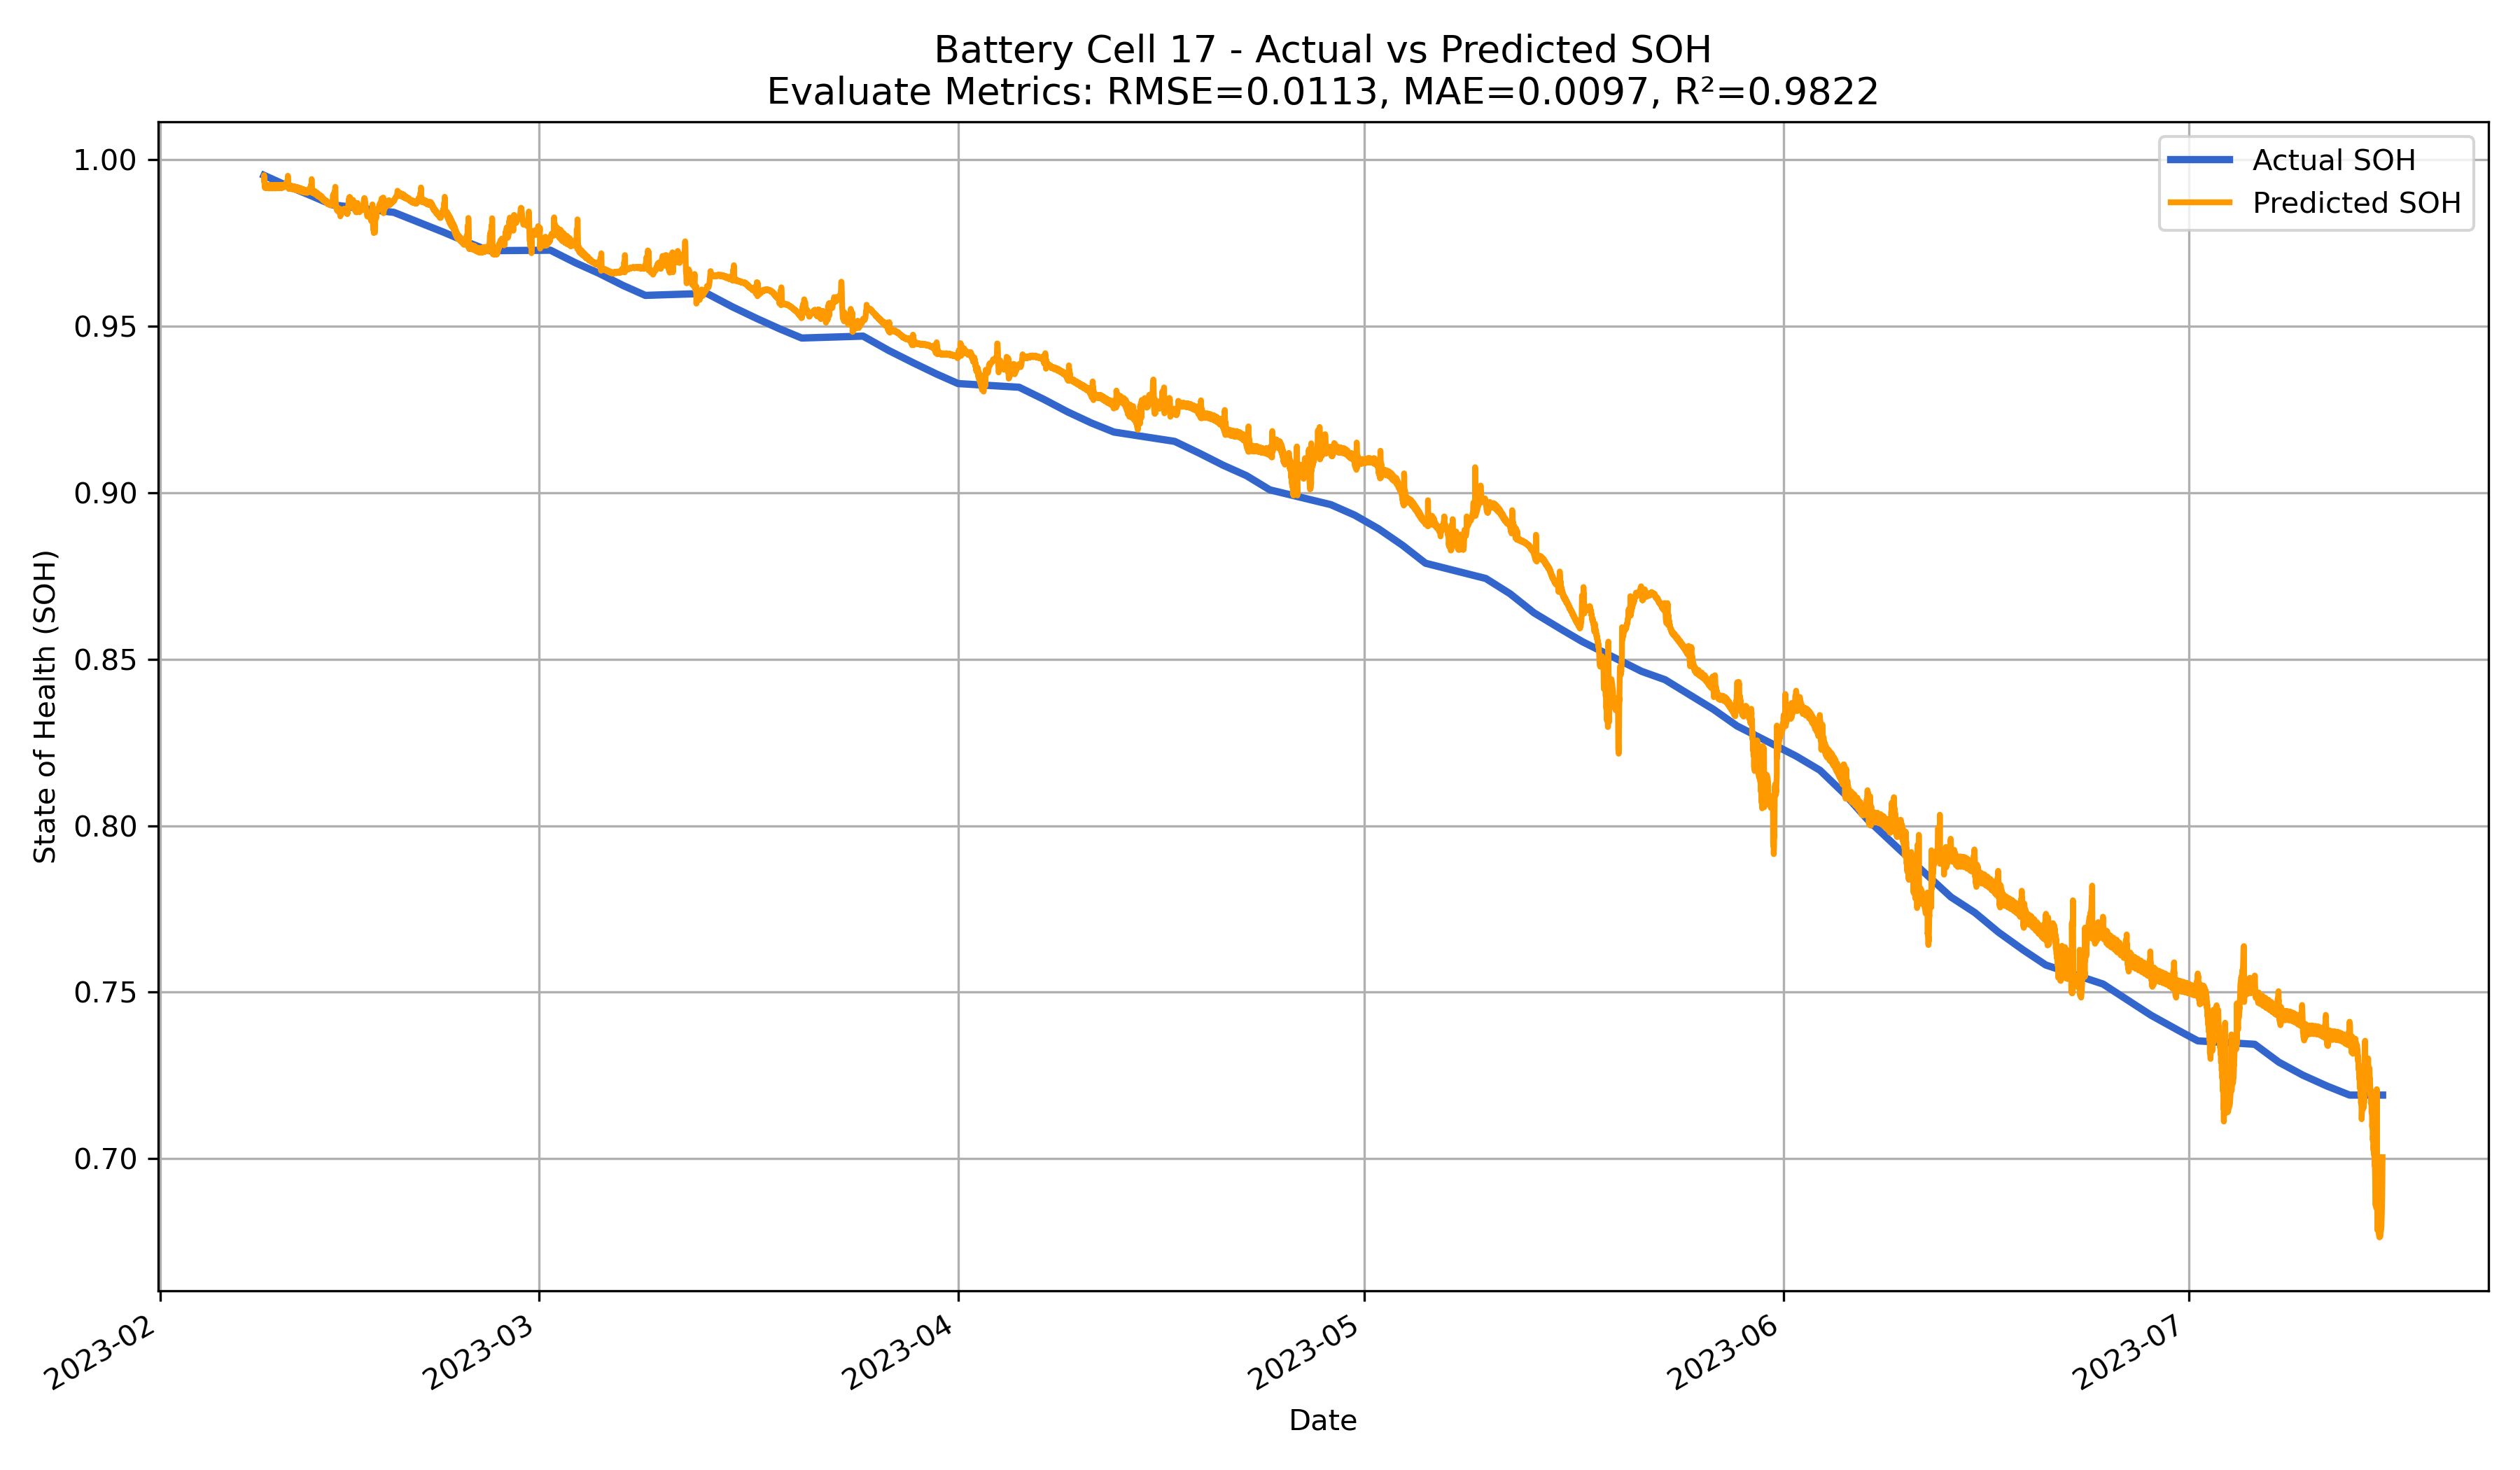 Battery Cell 17 - Actual vs Predicted SOH
Evaluate Metrics: RMSE=0.0113, MAE=0.0097, R²=0.9822
Actual SOH
Predicted SOH
State of Health (SOH)
1.00
0.95
0.90
0.85
0.80
0.75
0.70
2023-02
2023-03
2023-04
2023-05
2023-06
2023-07
Date